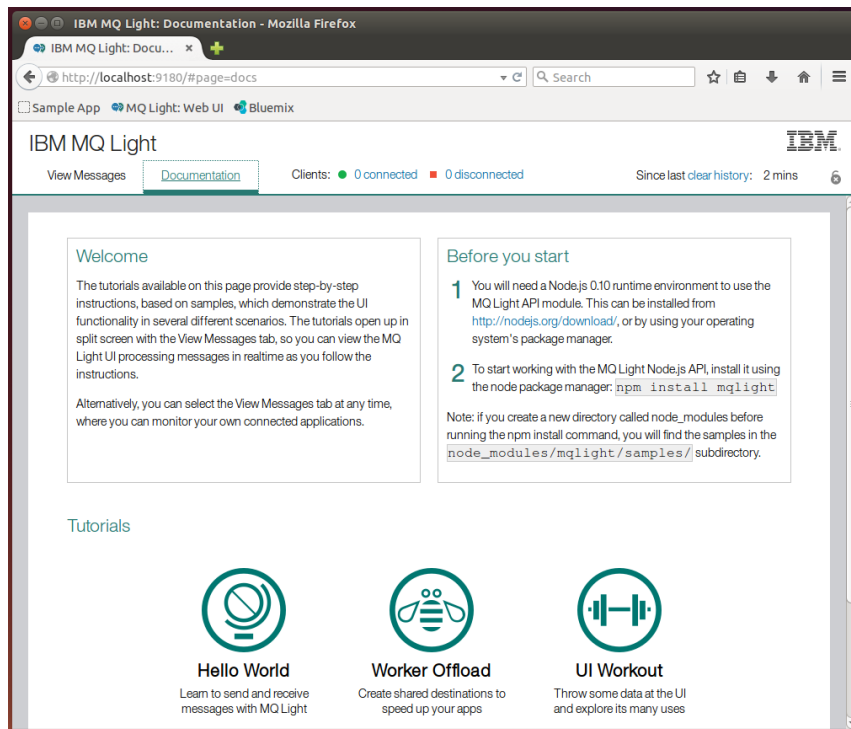 IBM MQ Light: Documentation - Mozilla Firefox
IBM MQ Light: Docu...
http://localhost:9180/#page=docs
Search
Sample App MQ Light: Web UI Bluemix
IBM MQ Light
IBM.
View Messages Documentation Clients: 0 connected 0 disconnected Since last clear history: 2 mins
Welcome
The tutorials available on this page provide step-by-step
instructions, based on samples, which demonstrate the UI
functionality in several different scenarios. The tutorials open up in
split screen with the View Messages tab, so you can view the MQ
Light UI processing messages in realtime as you follow the
instructions.
Alternatively, you can select the View Messages tab at any time,
where you can monitor your own connected applications.
Before you start
1 You will need a Node.js 0.10 runtime environment to use the
MQ Light API module. This can be installed from
http://nodejs.org/download/, or by using your operating
system's package manager.
2 To start working with the MQ Light Node.js API, install it using
the node package manager: npm install mqlight
Note: if you create a new directory called node_modules before
running the npm install command, you will find the samples in the
node_modules/mqlight/samples/ subdirectory.
Tutorials
Hello World
Learn to send and receive
messages with MQ Light
Worker Offload
Create shared destinations to
speed up your apps
UI Workout
Throw some data at the UI
and explore its many uses